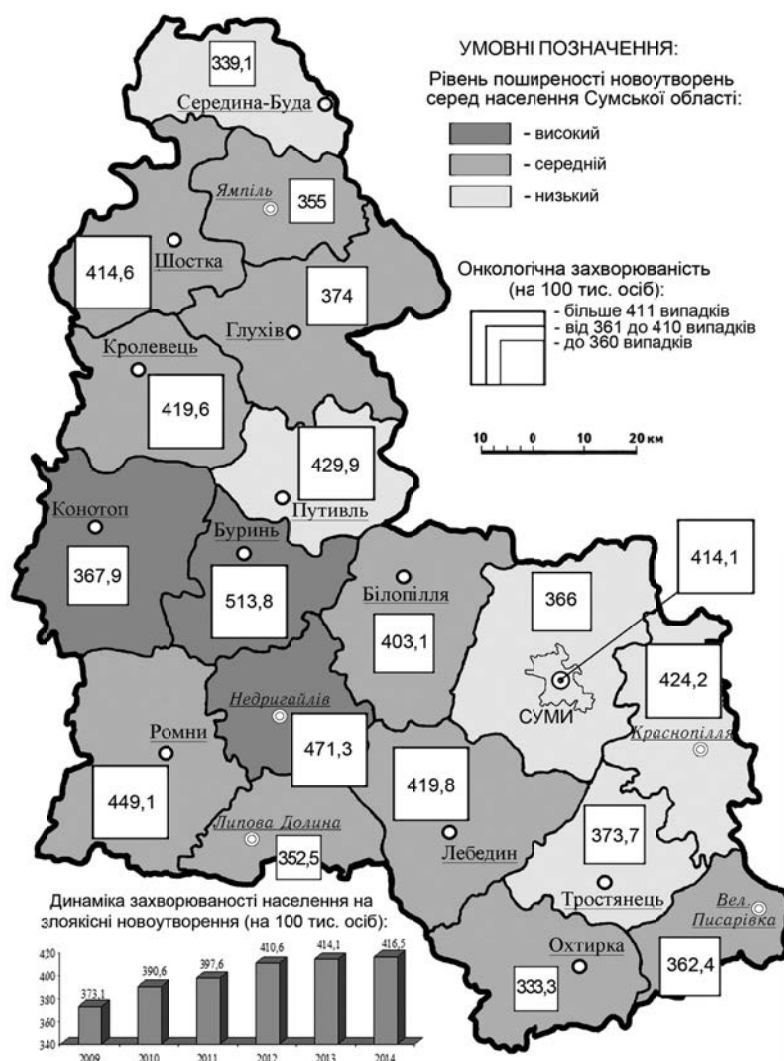 УМОВНІ ПОЗНАЧЕННЯ:
Рівень поширеності новоутворень
серед населення Сумської області:
- високий
- середній
- низький
Онкологічна захворюваність
(на 100 тис. осіб):
- більше 411 випадків
- від 361 до 410 випадків
- до 360 випадків
10 0 10 20 км
339,1
Середина-Буда
Ямпіль
355
Шостка
414,6
374
Глухів
Кролевець
419,6
429,9
Путивль
Конотоп
367,9
Буринь
513,8
Білопілля
403,1
366
414,1
СУМИ
424,2
Краснопілля
Недригайлів
471,3
Ромни
449,1
419,8
Лебедин
Липова Долина
352,5
373,7
Тростянець
Вел.
Писарівка
362,4
Охтирка
333,3
Динаміка захворюваності населення на
злоякісні новоутворення (на 100 тис. осіб):
420
400
380
360
340
373,1
390,6
397,6
410,6
414,1
416,5
2009 2010 2011 2012 2013 2014